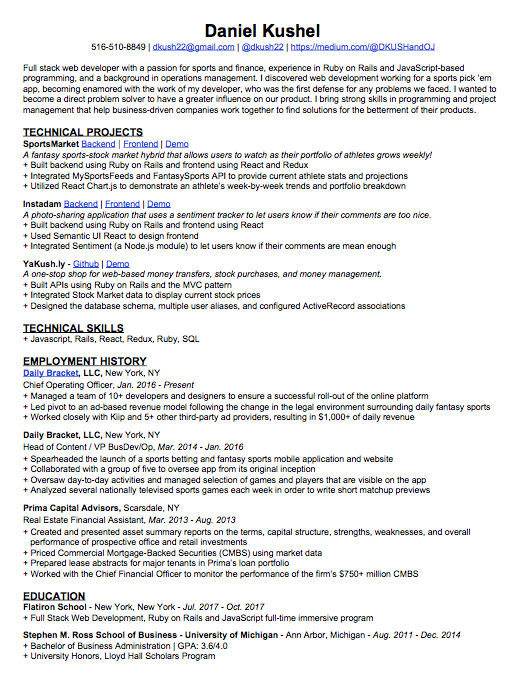 Daniel Kushel
516-510-8849 | dkush22@gmail.com | @dkush22 | https://medium.com/@DKUSHandOJ
Full stack web developer with a passion for sports and finance, experience in Ruby on Rails and JavaScript-based
programming, and a background in operations management. I discovered web development working for a sports pick 'em
app, becoming enamored with the work of my developer, who was the first defense for any problems we faced. I wanted to
become a direct problem solver to have a greater influence on our product. I bring strong skills in programming and project
management that help business-driven companies work together to find solutions for the betterment of their products.
TECHNICAL PROJECTS
SportsMarket Backend | Frontend | Demo
A fantasy sports-stock market hybrid that allows users to watch as their portfolio of athletes grows weekly!
+ Built backend using Ruby on Rails and frontend using React and Redux
+ Integrated MySportsFeeds and FantasySports API to provide current athlete stats and projections
+ Utilized React Chart.js to demonstrate an athlete's week-by-week trends and portfolio breakdown
Instadam Backend | Frontend | Demo
A photo-sharing application that uses a sentiment tracker to let users know if their comments are too nice.
+ Built backend using Ruby on Rails and frontend using React
+ Used Semantic UI React to design frontend
+ Integrated Sentiment (a Node.js module) to let users know if their comments are mean enough
YaKush.ly - Github | Demo
A one-stop shop for web-based money transfers, stock purchases, and money management.
+ Built APIs using Ruby on Rails and the MVC pattern
+ Integrated Stock Market data to display current stock prices
+ Designed the database schema, multiple user aliases, and configured ActiveRecord associations
TECHNICAL SKILLS
+ Javascript, Rails, React, Redux, Ruby, SQL
EMPLOYMENT HISTORY
Daily Bracket, LLC, New York, NY
Chief Operating Officer, Jan. 2016 - Present
+ Managed a team of 10+ developers and designers to ensure a successful roll-out of the online platform
+ Led pivot to an ad-based revenue model following the change in the legal environment surrounding daily fantasy sports
+ Worked closely with Kiip and 5+ other third-party ad providers, resulting in $1,000+ of daily revenue
Daily Bracket, LLC, New York, NY
Head of Content / VP BusDev/Op, Mar. 2014 - Jan. 2016
+ Spearheaded the launch of a sports betting and fantasy sports mobile application and website
+ Collaborated with a group of five to oversee app from its original inception
+ Oversaw day-to-day activities and managed selection of games and players that are visible on the app
+ Analyzed several nationally televised sports games each week in order to write short matchup previews
Prima Capital Advisors, Scarsdale, NY
Real Estate Financial Assistant, Mar. 2013 - Aug. 2013
+ Created and presented asset summary reports on the terms, capital structure, strengths, weaknesses, and overall
performance of prospective office and retail investments
+ Priced Commercial Mortgage-Backed Securities (CMBS) using market data
+ Prepared lease abstracts for major tenants in Prima's loan portfolio
+ Worked with the Chief Financial Officer to monitor the performance of the firm's $750+ million CMBS
EDUCATION
Flatiron School - New York, New York - Jul. 2017 - Oct. 2017
+ Full Stack Web Development, Ruby on Rails and JavaScript full-time immersive program
Stephen M. Ross School of Business - University of Michigan - Ann Arbor, Michigan - Aug. 2011 - Dec. 2014
+ Bachelor of Business Administration | GPA: 3.6/4.0
+ University Honors, Lloyd Hall Scholars Program